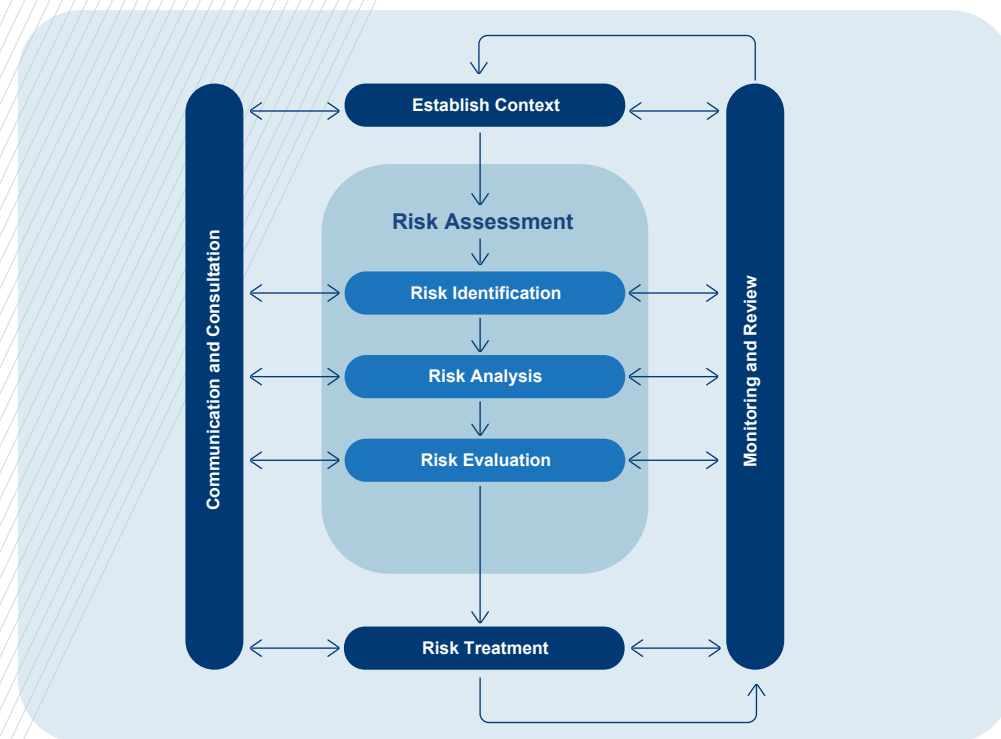 Establish Context
Risk Assessment
Risk Identification
Risk Analysis
Risk Evaluation
Risk Treatment
Communication and Consultation
Monitoring and Review